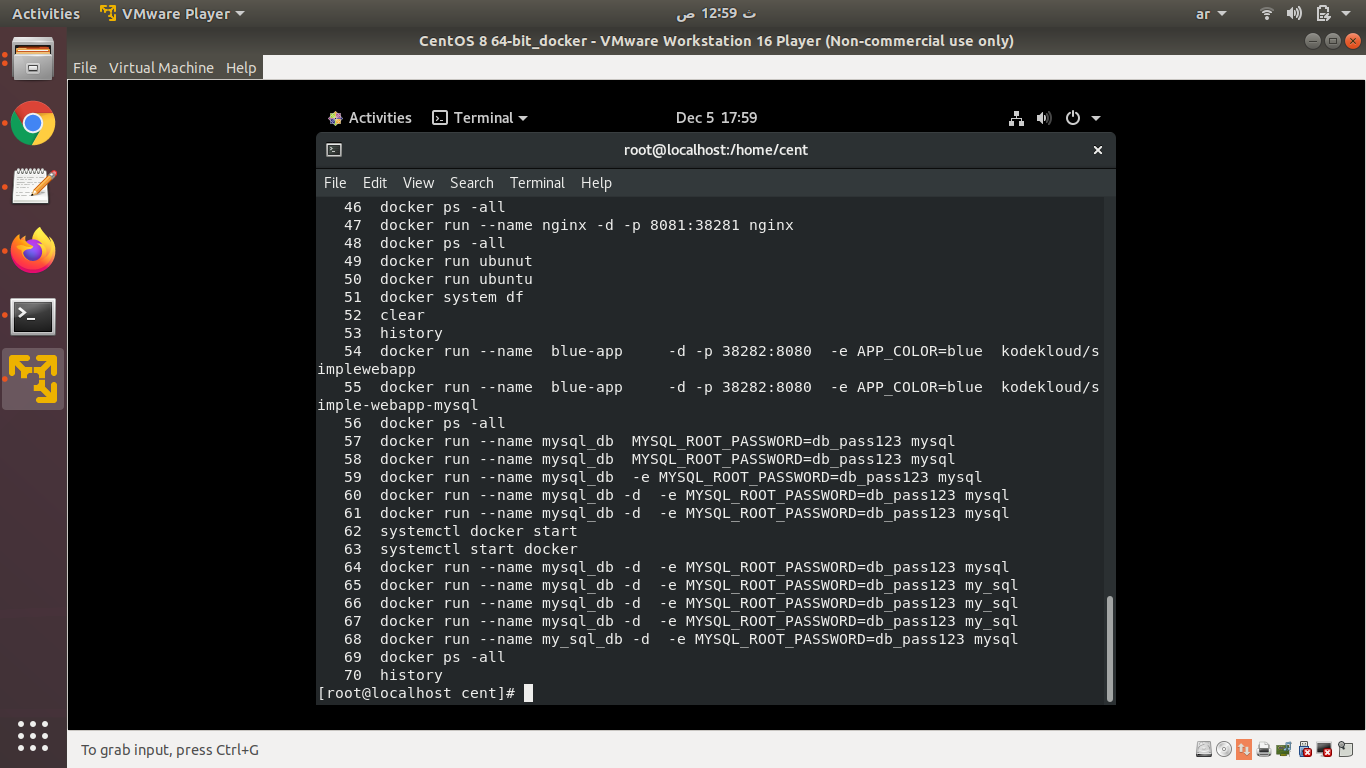 Activities VMware Player ث 12:59 ص ar
CentOS 8 64-bit_docker - VMware Workstation 16 Player (Non-commercial use only)
File Virtual Machine Help
Activities Terminal Dec 5 17:59
root@localhost:/home/cent
File Edit View Search Terminal Help
46 docker ps -all
47 docker run --name nginx -d -p 8081:38281 nginx
48 docker ps -all
49 docker run ubunut
50 docker run ubuntu
51 docker system df
52 clear
53 history
54 docker run --name blue-app -d -p 38282:8080 -e APP_COLOR=blue kodekloud/s
implewebapp
55 docker run --name blue-app -d -p 38282:8080 -e APP_COLOR=blue kodekloud/s
imple-webapp-mysql
56 docker ps -all
57 docker run --name mysql_db MYSQL_ROOT_PASSWORD=db_pass123 mysql
58 docker run --name mysql_db MYSQL_ROOT_PASSWORD=db_pass123 mysql
59 docker run --name mysql_db -e MYSQL_ROOT_PASSWORD=db_pass123 mysql
60 docker run --name mysql_db -d -e MYSQL_ROOT_PASSWORD=db_pass123 mysql
61 docker run --name mysql_db -d -e MYSQL_ROOT_PASSWORD=db_pass123 mysql
62 systemctl docker start
63 systemctl start docker
64 docker run --name mysql_db -d -e MYSQL_ROOT_PASSWORD=db_pass123 mysql
65 docker run --name mysql_db -d -e MYSQL_ROOT_PASSWORD=db_pass123 my_sql
66 docker run --name mysql_db -d -e MYSQL_ROOT_PASSWORD=db_pass123 my_sql
67 docker run --name mysql_db -d -e MYSQL_ROOT_PASSWORD=db_pass123 my_sql
68 docker run --name my_sql_db -d -e MYSQL_ROOT_PASSWORD=db_pass123 mysql
69 docker ps -all
70 history
[root@localhost cent]#
To grab input, press Ctrl+G